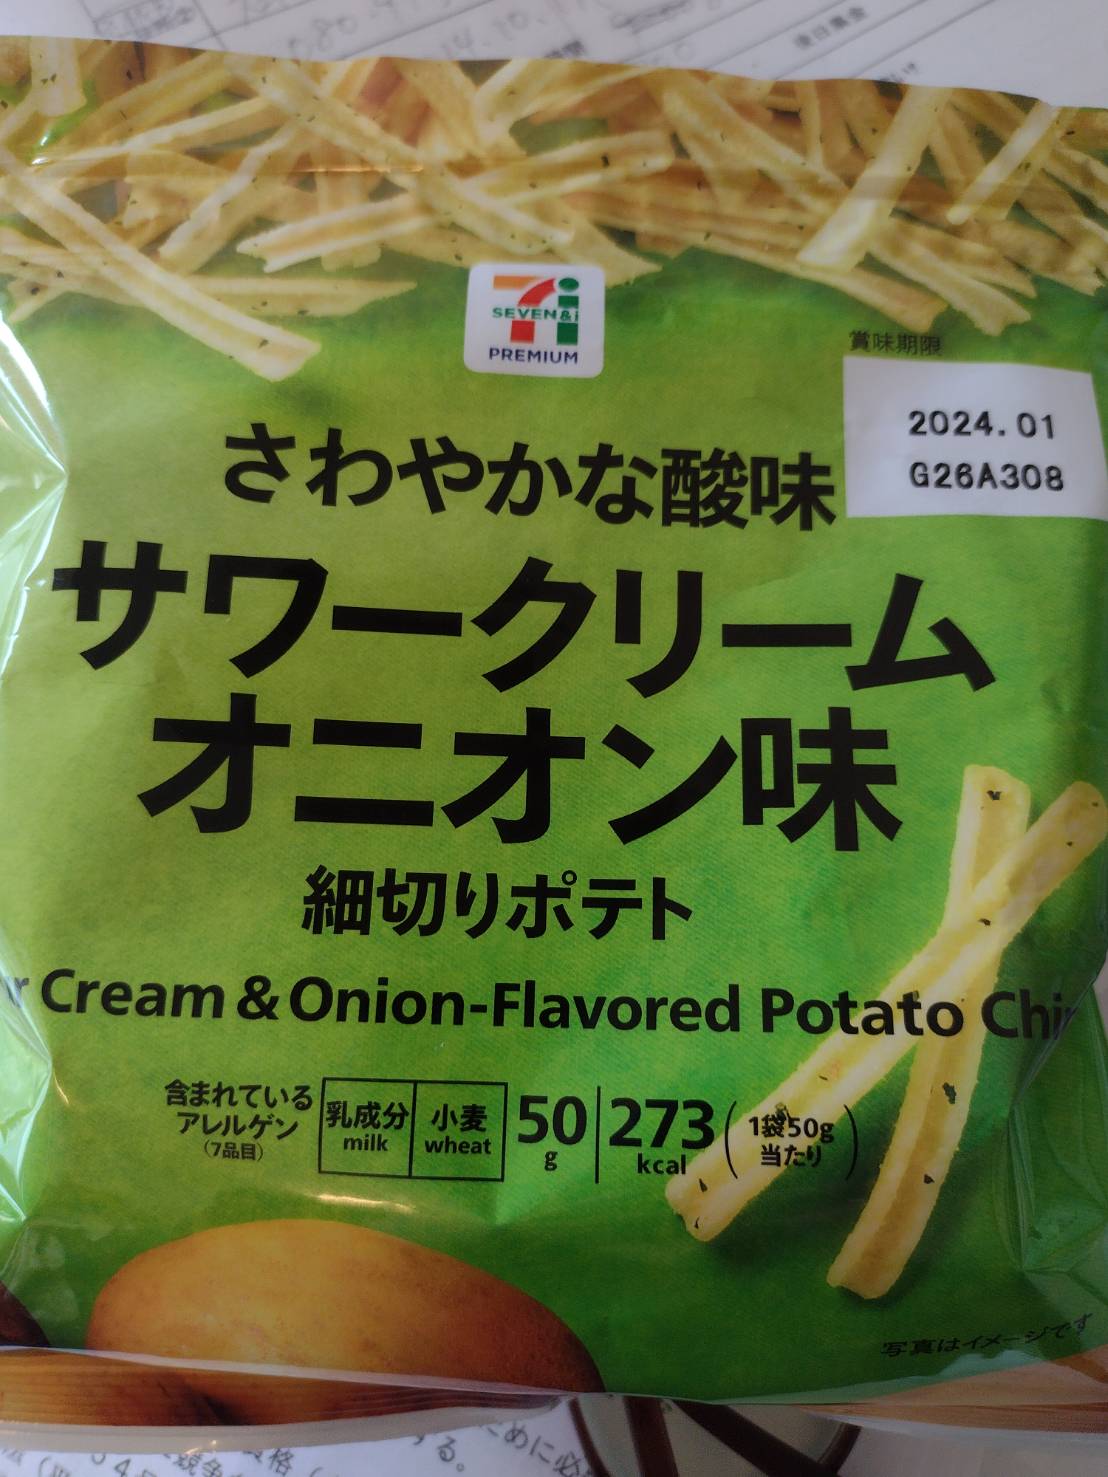 SEVEN&i
PREMIUM
賞味期限
2024.01
G26A308
さわやかな酸味
サワークリーム
オニオン味
細切りポテト
Cream & Onion-Flavored Potato
含まれている
アレルゲン
(7品目)
乳成分
milk
小麦
wheat
50
g
273
kcal
(1袋50g
当たり)
写真はイメージです